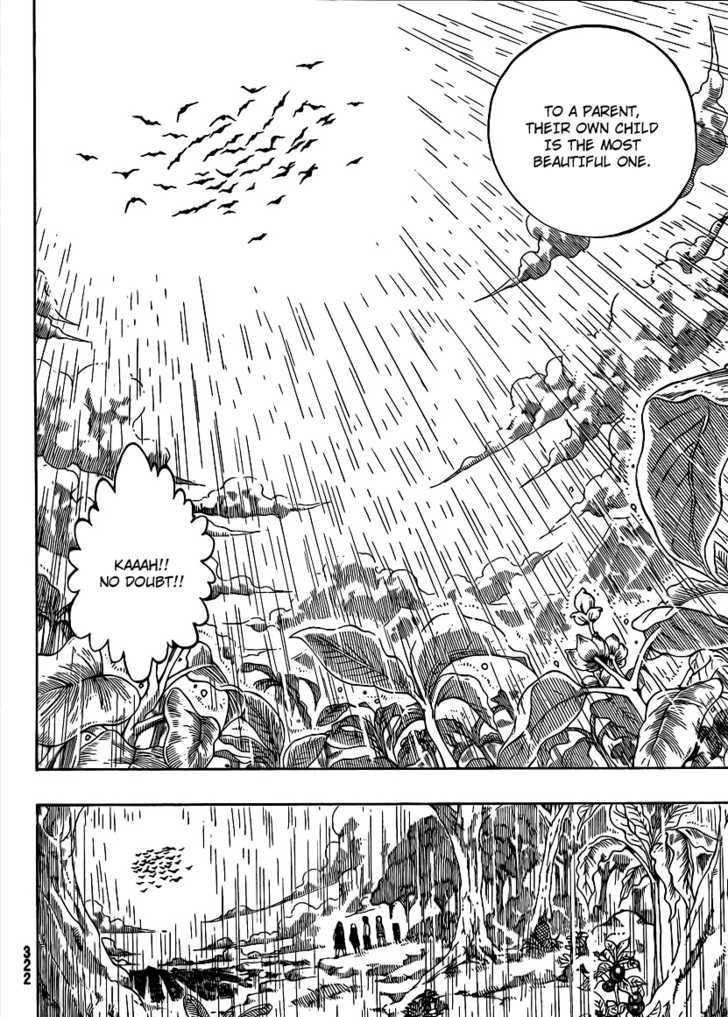 TO A PARENT,
THEIR OWN CHILD
IS THE MOST
BEAUTIFUL ONE.
KAAAH!!
NO DOUBT!!
322